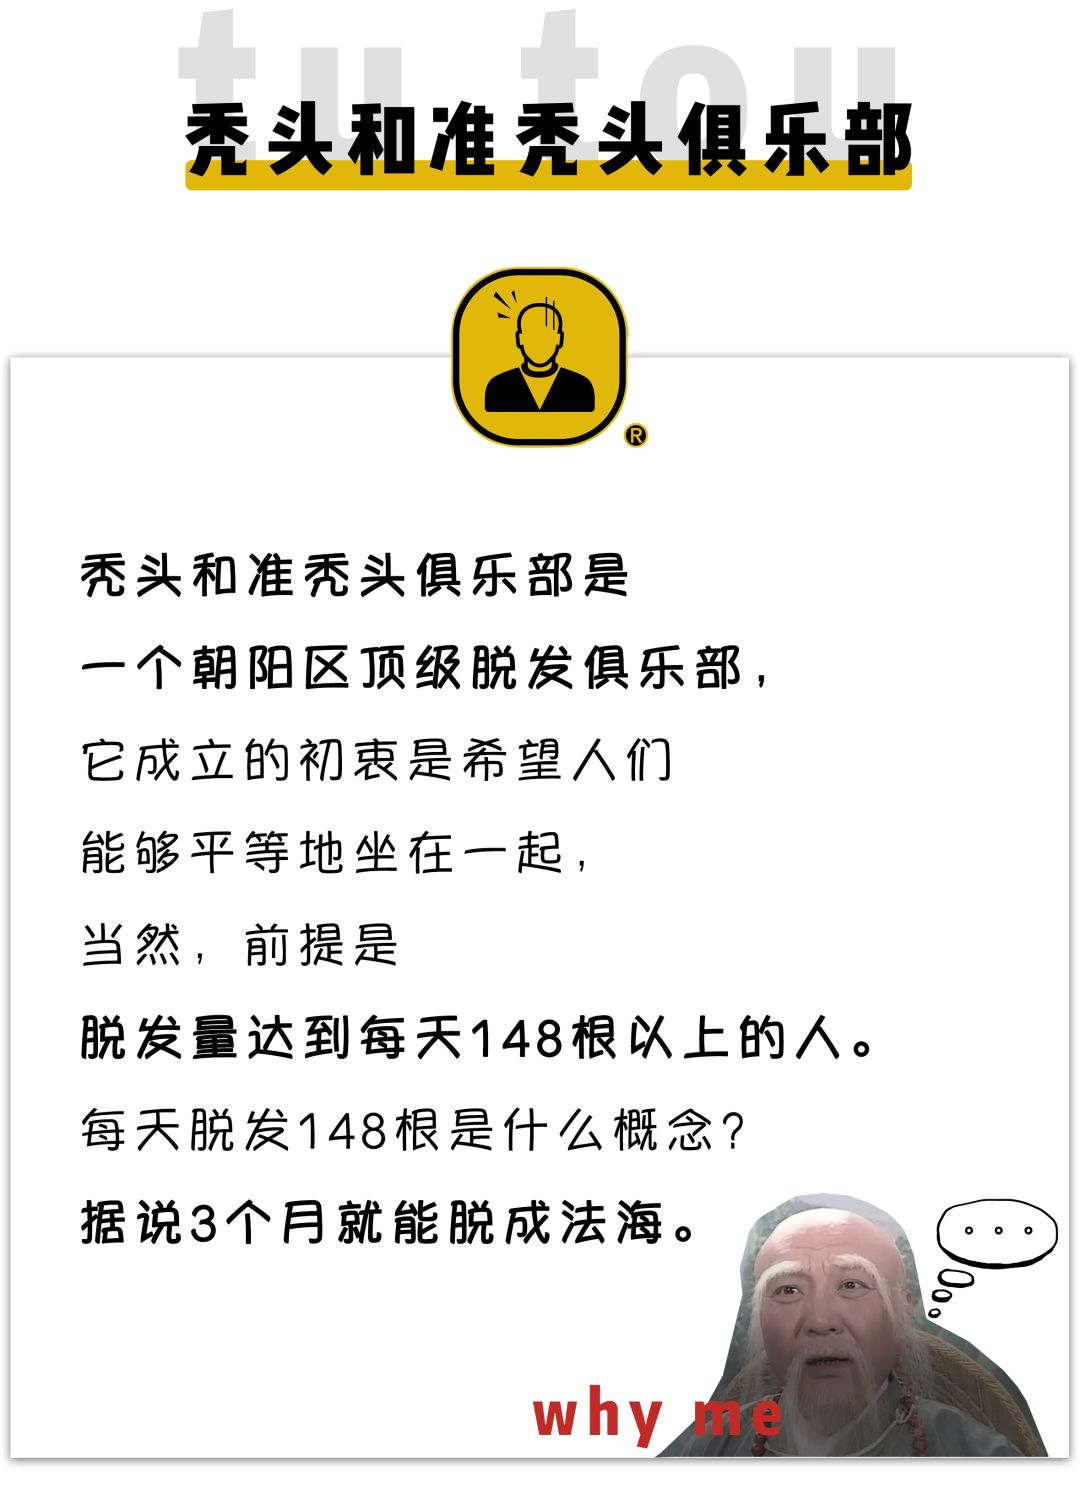 tu tou
秃头和准秃头俱乐部
®
秃头和准秃头俱乐部是
一个朝阳区顶级脱发俱乐部，
它成立的初衷是希望人们
能够平等地坐在一起，
当然，前提是
脱发量达到每天148根以上的人。
每天脱发148根是什么概念？
据说3个月就能脱成法海。
why me